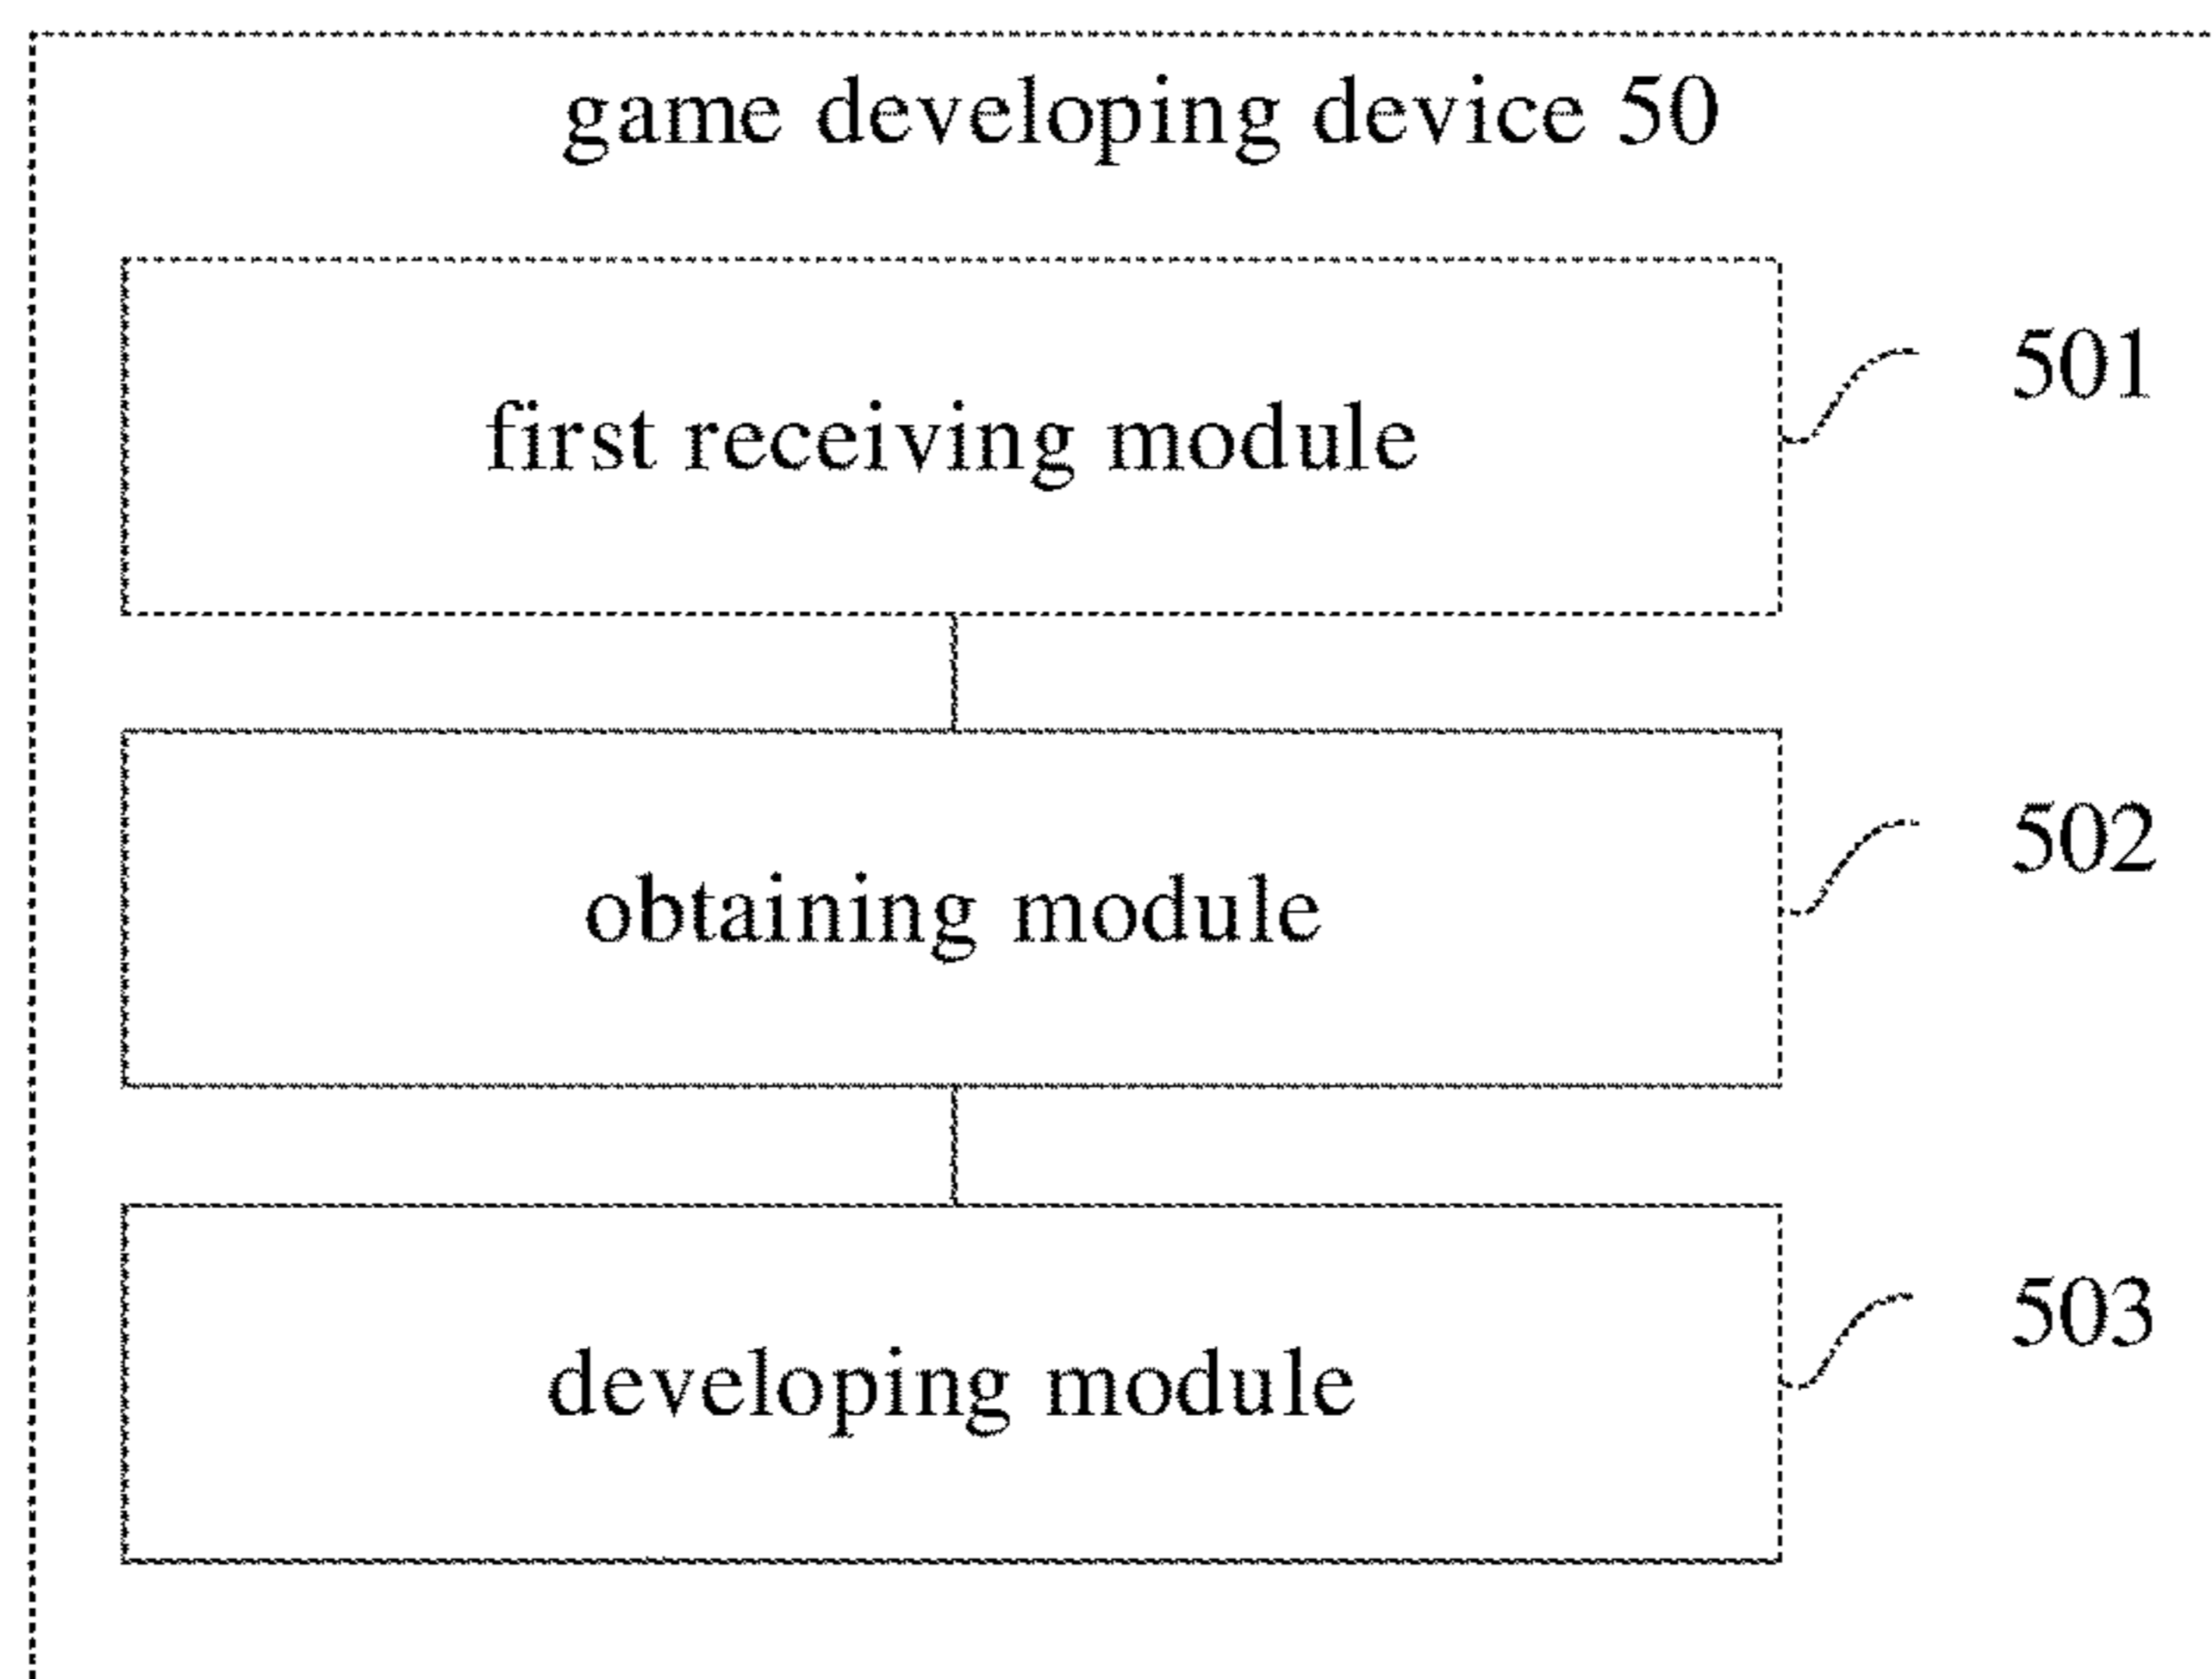 game developing device 50
first receiving module
501
obtaining module
502
developing module
503